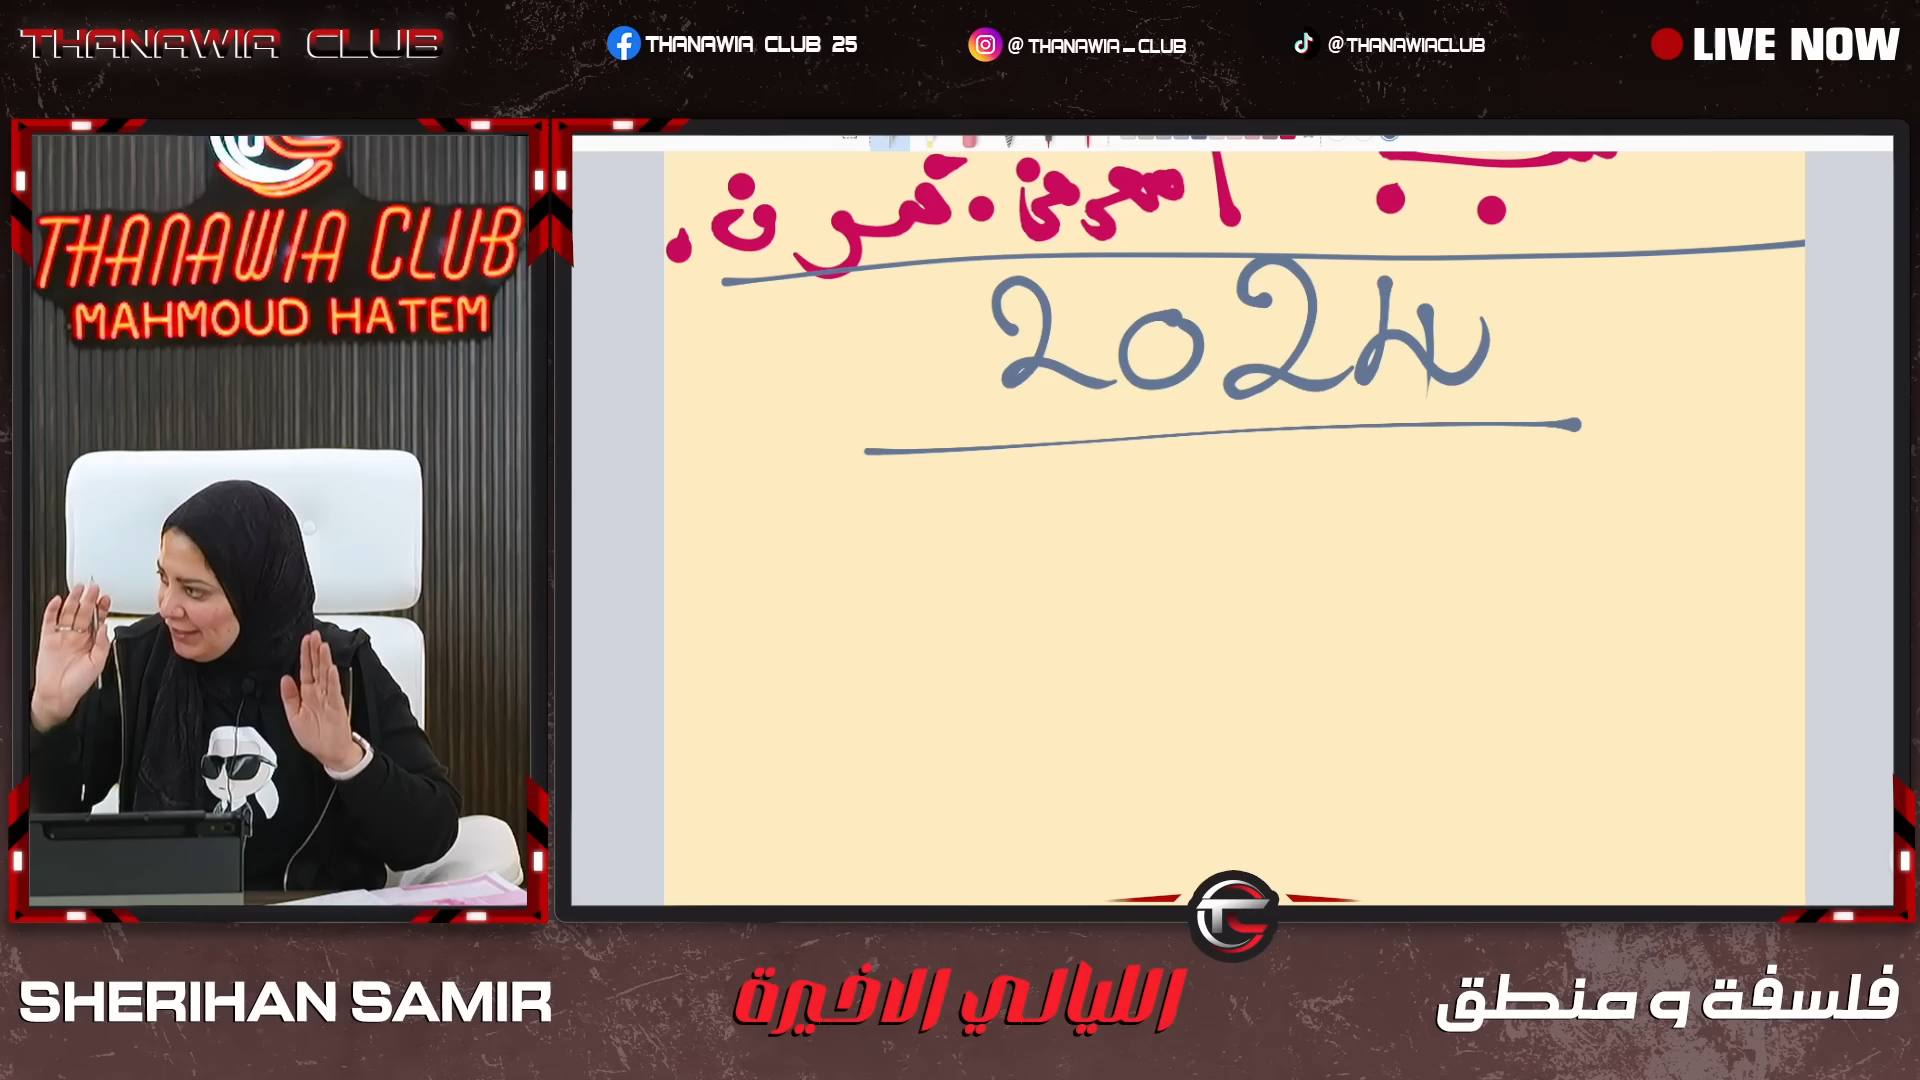 THANAWIA CLUB
THANAWIA CLUB 25
@THANAWIA_CLUB
@THANAWIACLUB
LIVE NOW
THANAWIA CLUB
MAHMOUD HATEM
2024
SHERIHAN SAMIR
الليالي الاخيرة
فلسفة و منطق